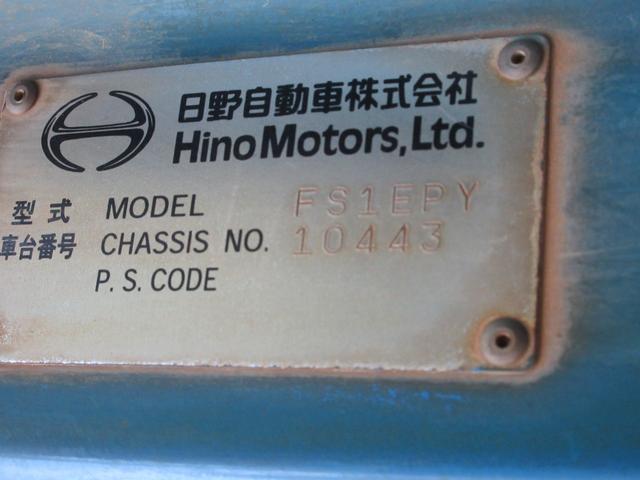 日野自動車株式会社
Hino Motors, Ltd.
型式 MODEL FS1EPY
車台番号 CHASSIS NO. 10443
P. S. CODE